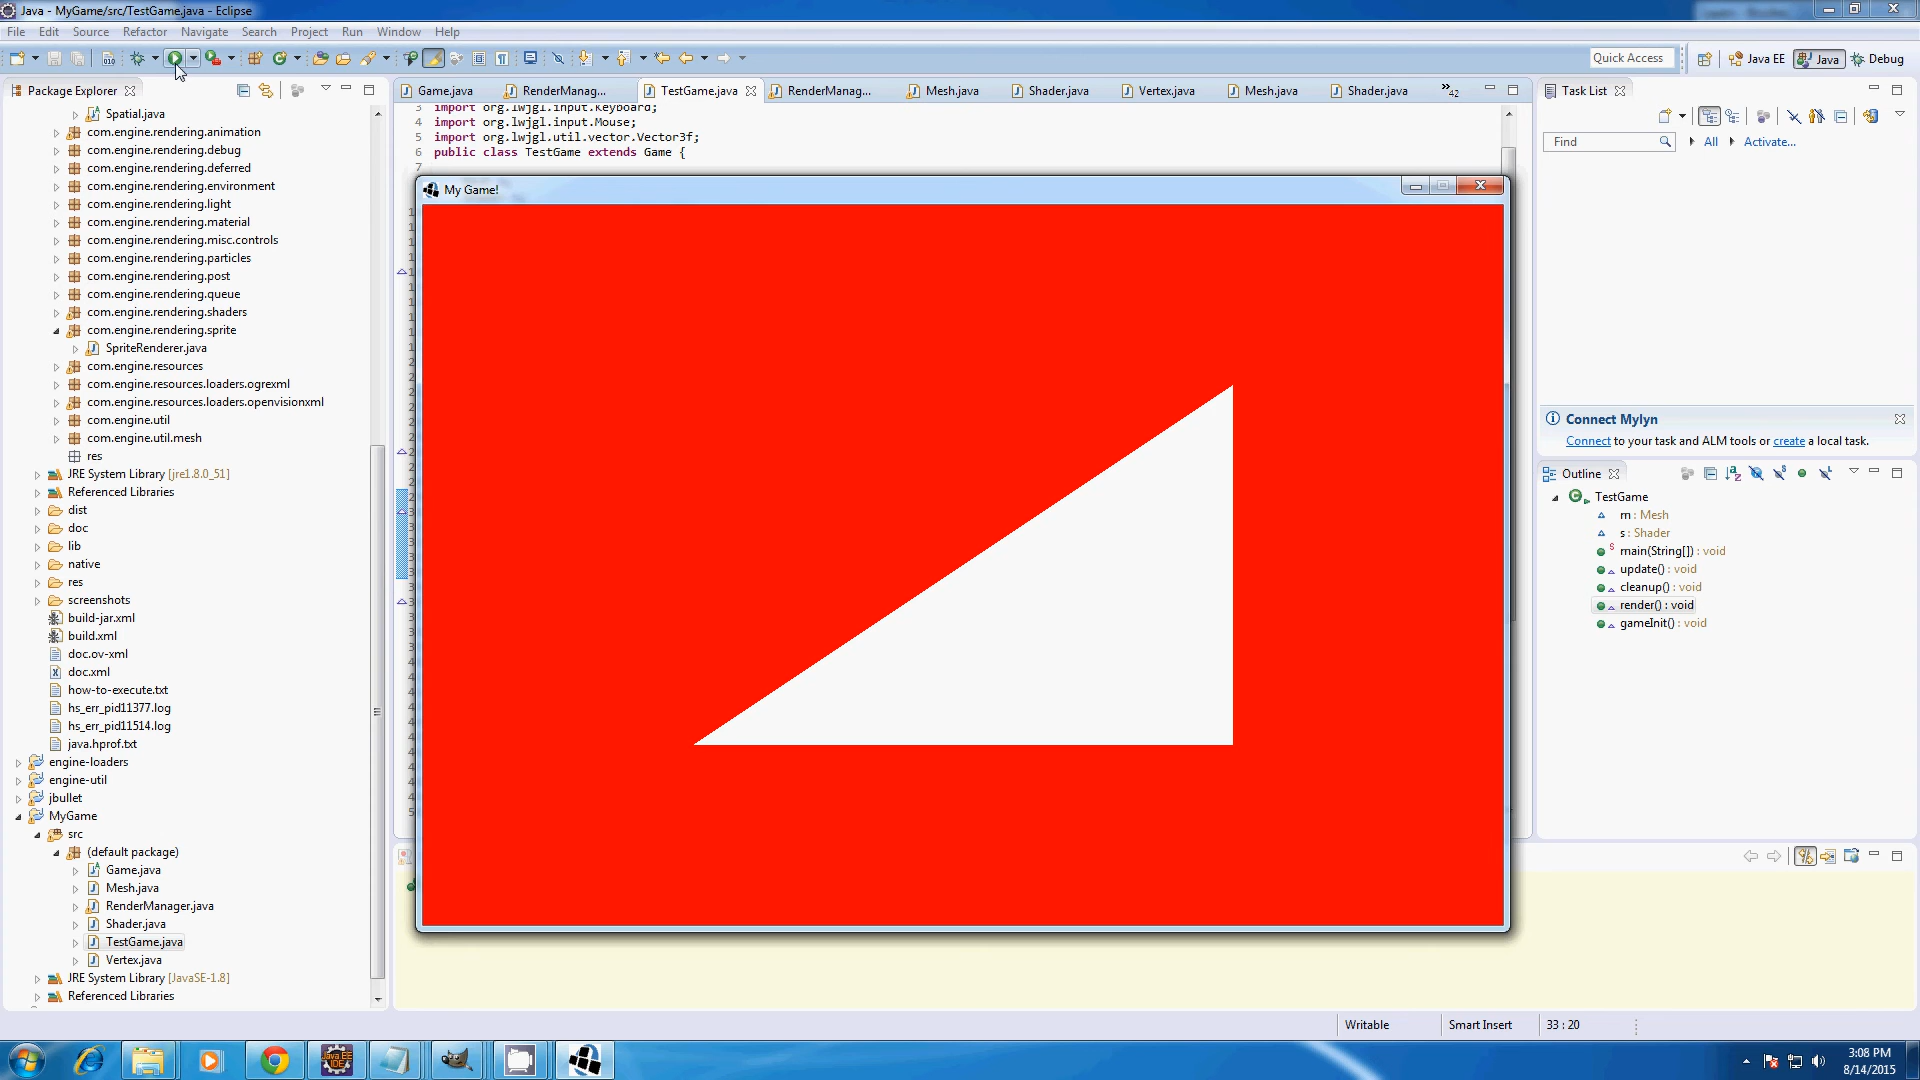 Java - MyGame/src/TestGame.java - Eclipse
File Edit Source Refactor Navigate Search Project Run Window Help
Quick Access
Java EE
Java
Debug
Package Explorer
Spatial.java
com.engine.rendering.animation
com.engine.rendering.debug
com.engine.rendering.deferred
com.engine.rendering.environment
com.engine.rendering.light
com.engine.rendering.material
com.engine.rendering.misc.controls
com.engine.rendering.particles
com.engine.rendering.post
com.engine.rendering.queue
com.engine.rendering.shaders
com.engine.rendering.sprite
SpriteRenderer.java
com.engine.resources
com.engine.resources.loaders.ogrexml
com.engine.resources.loaders.openvisionxml
com.engine.util
com.engine.util.mesh
res
JRE System Library [jre1.8.0_51]
Referenced Libraries
dist
doc
lib
native
res
screenshots
build-jar.xml
build.xml
doc.ov-xml
doc.xml
how-to-execute.txt
hs_err_pid11377.log
hs_err_pid11514.log
java.hprof.txt
engine-loaders
engine-util
jbullet
MyGame
src
(default package)
Game.java
Mesh.java
RenderManager.java
Shader.java
TestGame.java
Vertex.java
JRE System Library [JavaSE-1.8]
Referenced Libraries
Game.java RenderManag... TestGame.java RenderManag... Mesh.java Shader.java Vertex.java Mesh.java Shader.java »42
3 import org.lwjgl.input.Keyboard;
4 import org.lwjgl.input.Mouse;
5 import org.lwjgl.util.vector.Vector3f;
6 public class TestGame extends Game {
7
My Game!
Task List
Find
All
Activate...
Connect Mylyn
Connect to your task and ALM tools or create a local task.
Outline
TestGame
m : Mesh
s : Shader
main(String[]) : void
update() : void
cleanup() : void
render() : void
gameInit() : void
Writable
Smart Insert
33 : 20
3:08 PM
8/14/2015